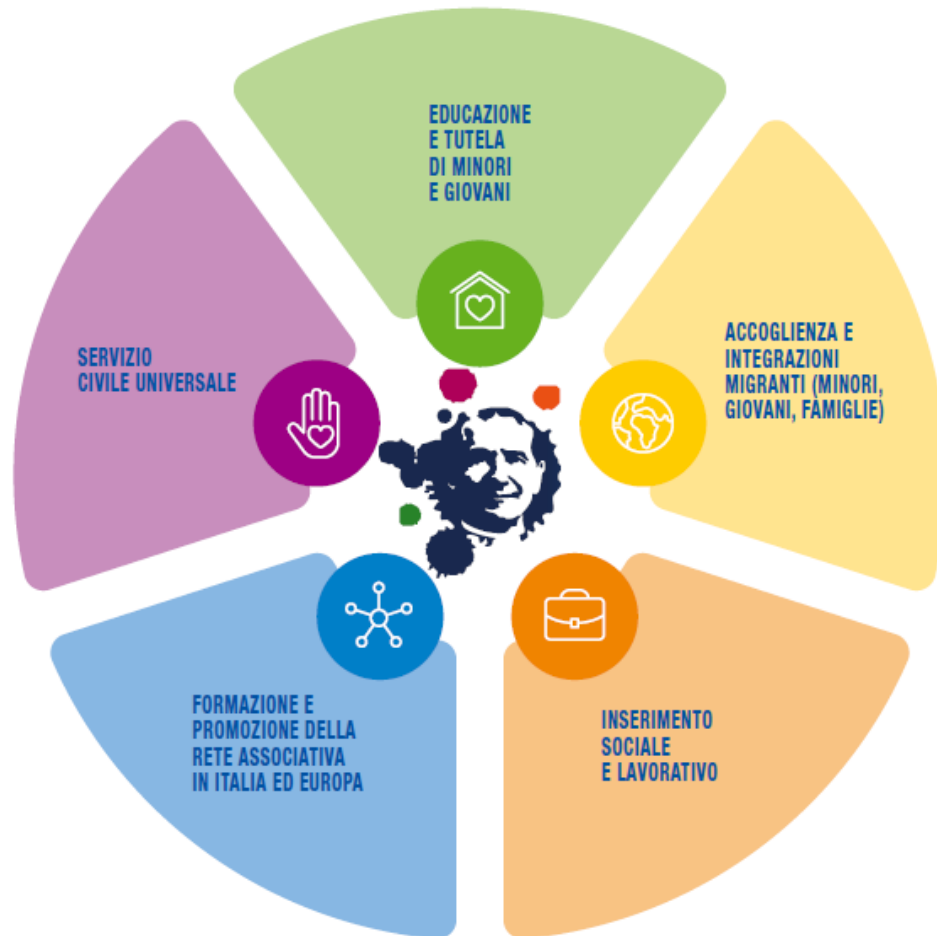 EDUCAZIONE
E TUTELA
DI MINORI
E GIOVANI
ACCOGLIENZA E
INTEGRAZIONI
MIGRANTI (MINORI,
GIOVANI, FAMIGLIE)
INSERIMENTO
SOCIALE
E LAVORATIVO
FORMAZIONE E
PROMOZIONE DELLA
RETE ASSOCIATIVA
IN ITALIA ED EUROPA
SERVIZIO
CIVILE UNIVERSALE